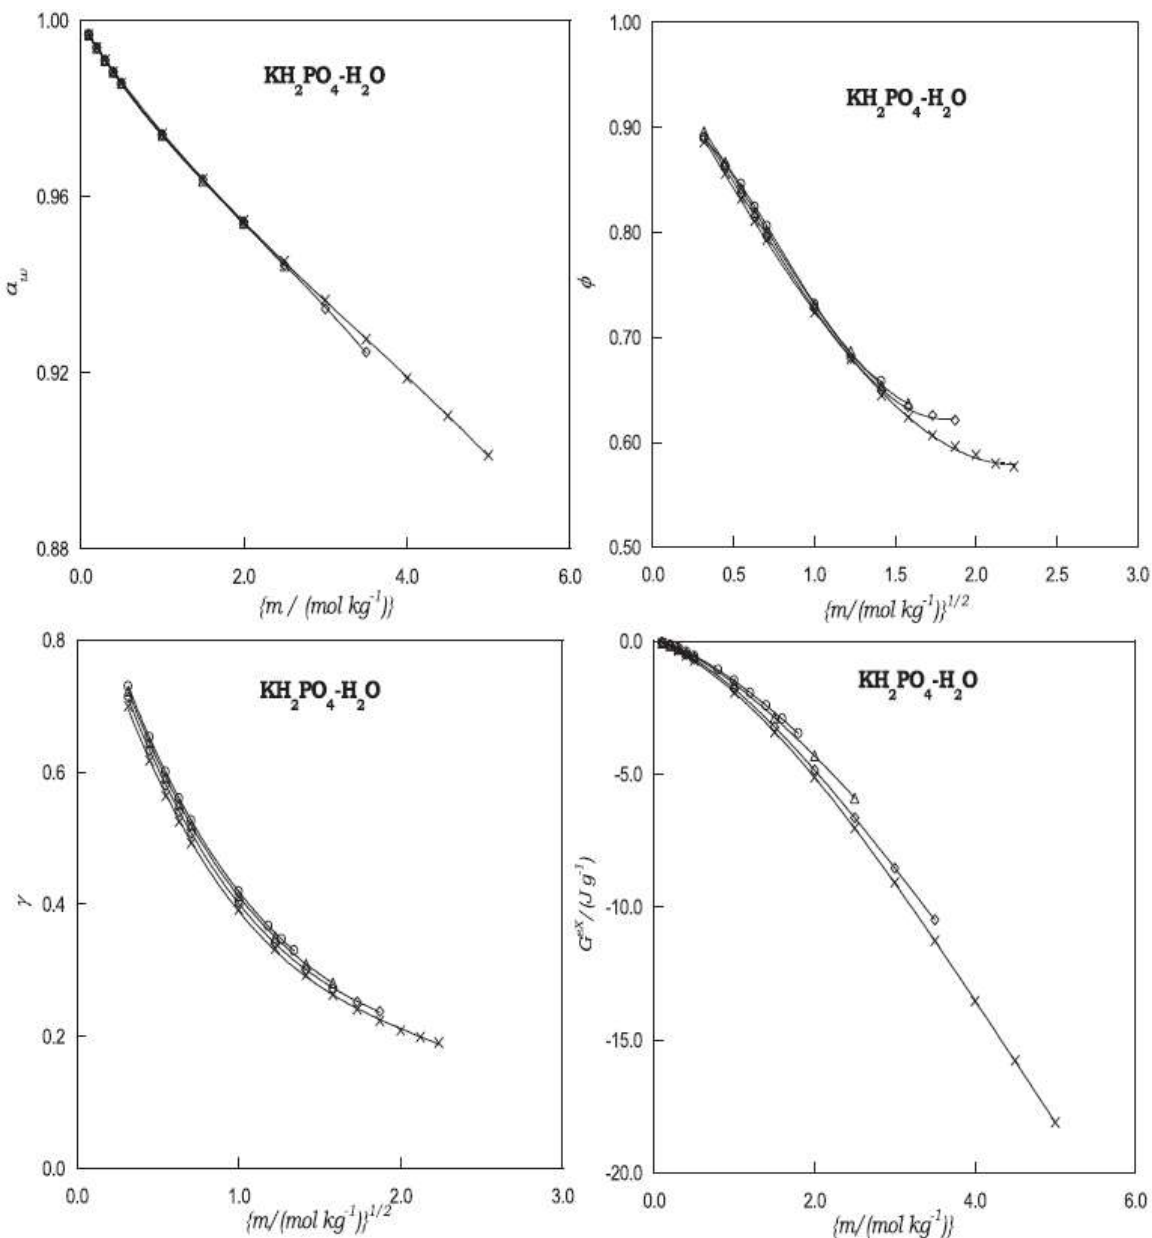 1.00
0.96
0.92
0.88
a_w
KH₂PO₄-H₂O
0.0 2.0 4.0 6.0
{m / (mol kg⁻¹)}
1.00
0.90
0.80
0.70
0.60
0.50
ϕ
KH₂PO₄-H₂O
0.0 0.5 1.0 1.5 2.0 2.5 3.0
{m/(mol kg⁻¹)}^1/2
0.8
0.6
0.4
0.2
0.0
γ
KH₂PO₄-H₂O
0.0 1.0 2.0 3.0
{m/(mol kg⁻¹)}^1/2
0.0
-5.0
-10.0
-15.0
-20.0
G^eX/(J g⁻¹)
KH₂PO₄-H₂O
0.0 2.0 4.0 6.0
{m/(mol kg⁻¹)}